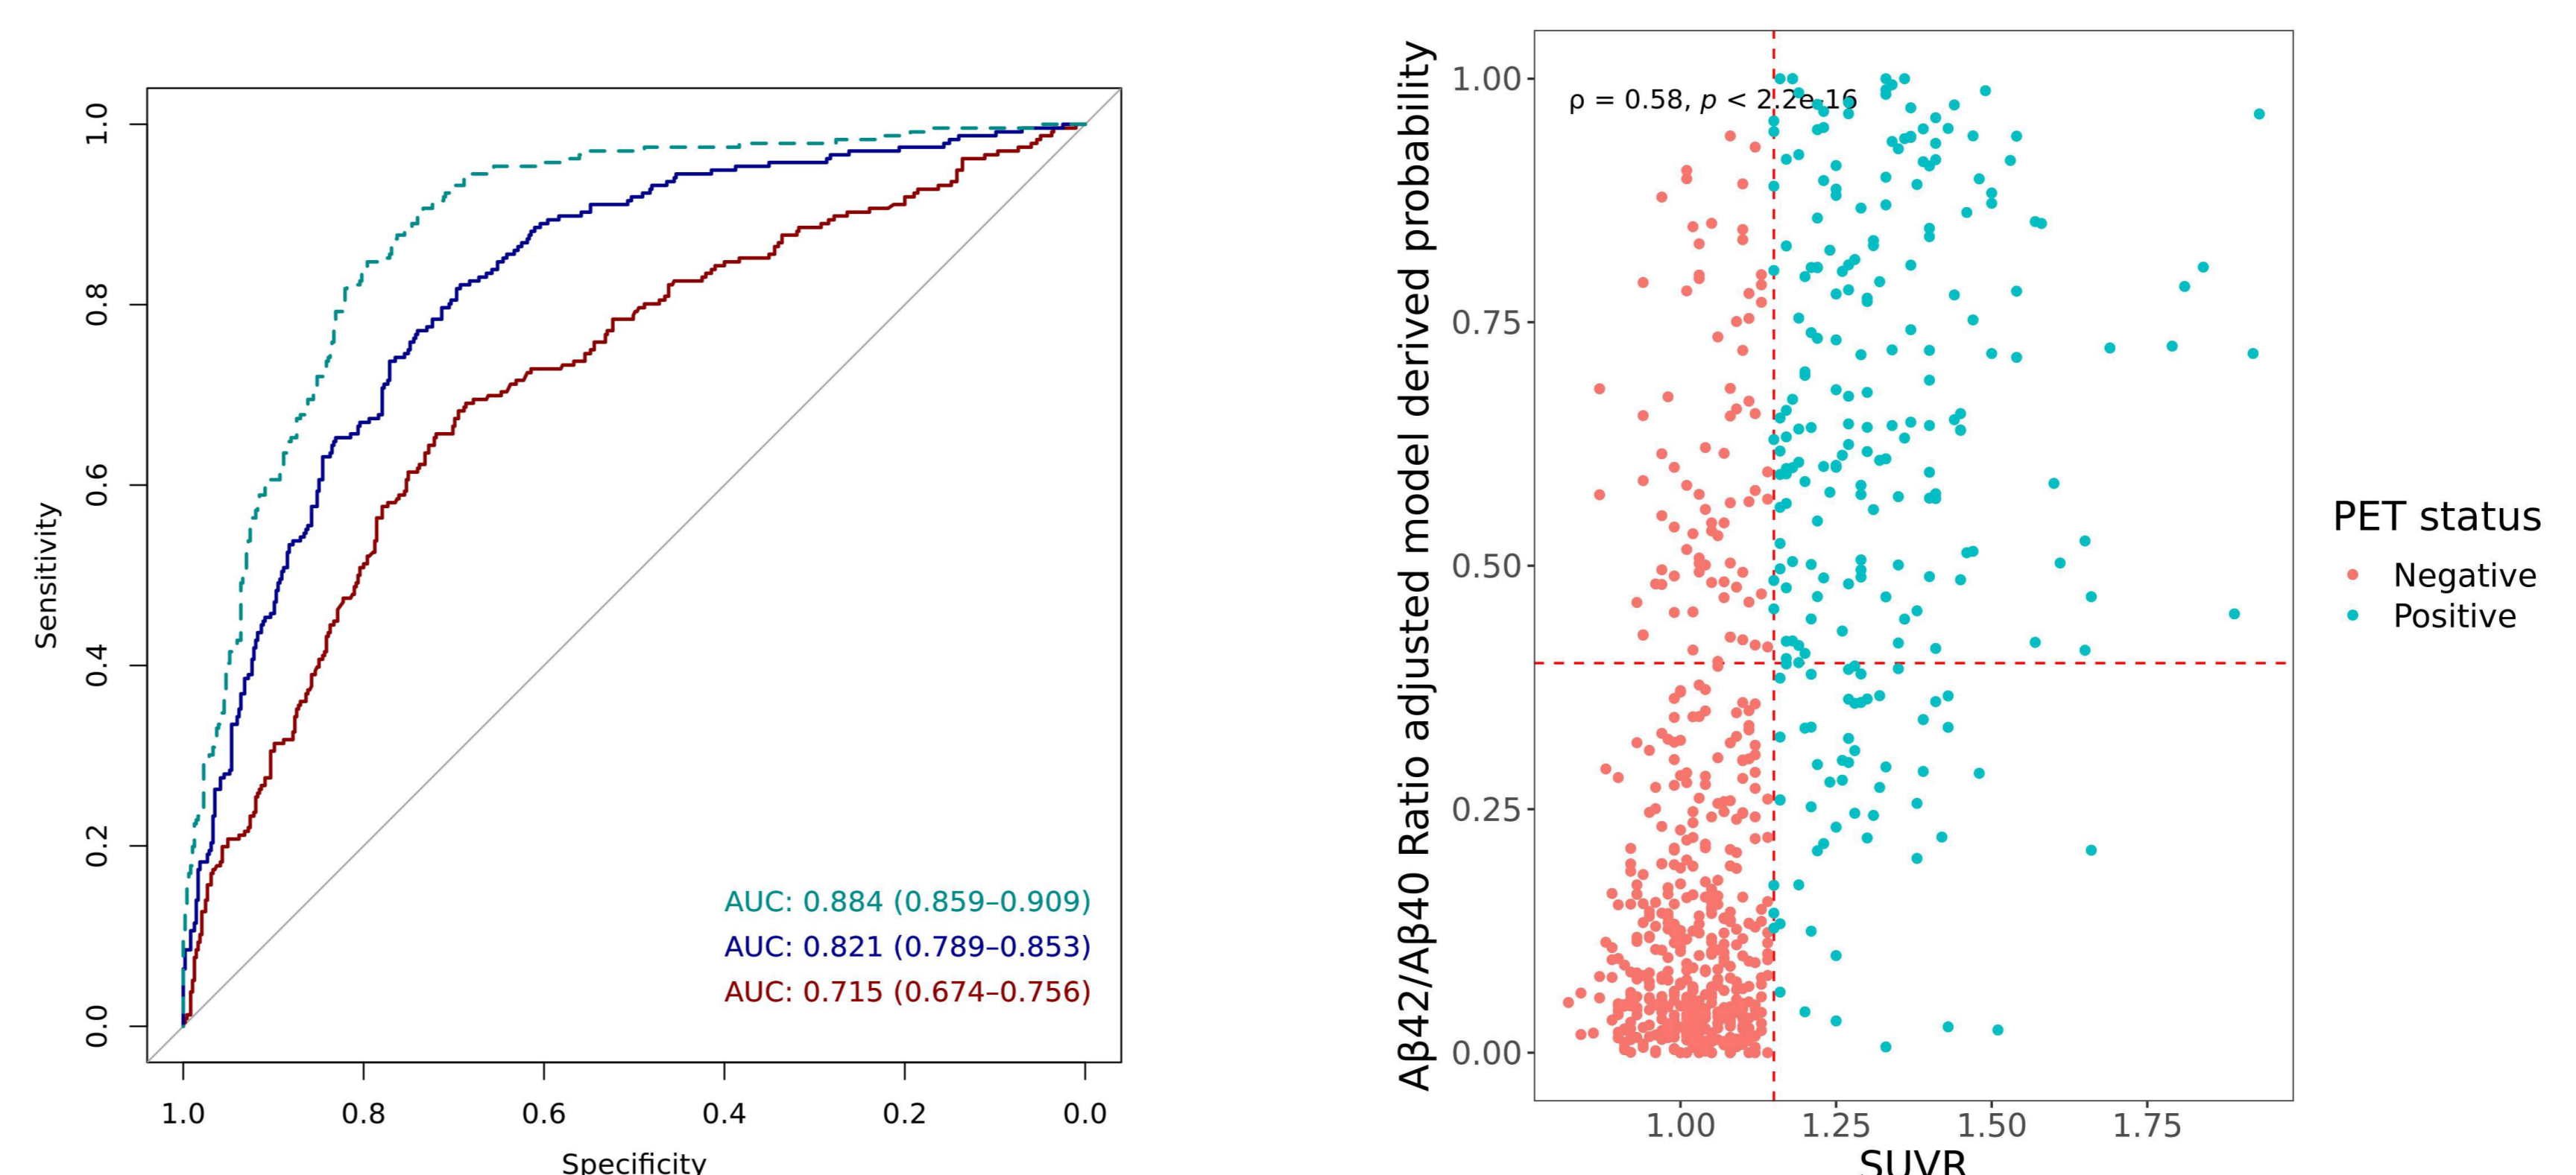 Sensitivity
1.0
0.8
0.6
0.4
0.2
0.0
AUC: 0.884 (0.859–0.909)
AUC: 0.821 (0.789–0.853)
AUC: 0.715 (0.674–0.756)
1.0 0.8 0.6 0.4 0.2 0.0
Specificity
Aβ42/Aβ40 Ratio adjusted model derived probability
1.00
0.75
0.50
0.25
0.00
ρ = 0.58, p < 2.2e-16
1.00 1.25 1.50 1.75
SUVR
PET status
Negative
Positive